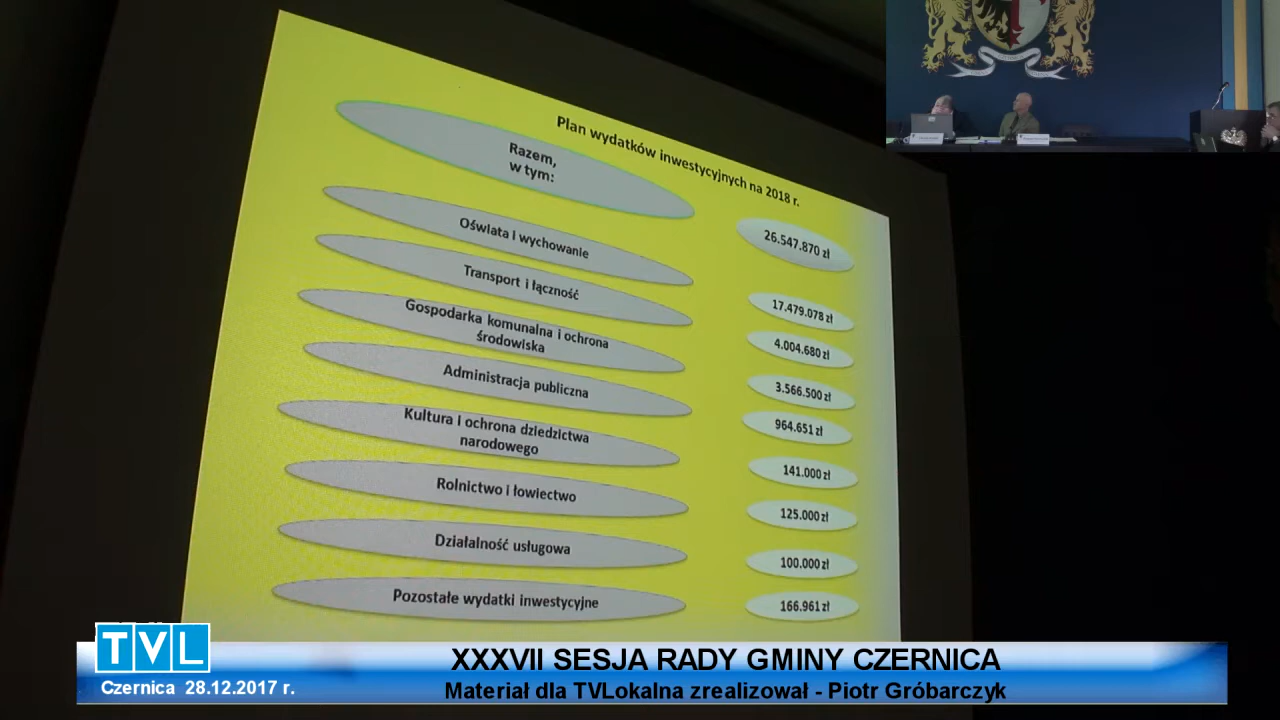 Plan wydatków inwestycyjnych na 2018 r.
Razem,
w tym:
26.547.870 zł
Oświata i wychowanie
17.479.078 zł
Transport i łączność
4.004.680 zł
Gospodarka komunalna i ochrona
środowiska
3.566.500 zł
Administracja publiczna
964.651 zł
Kultura i ochrona dziedzictwa
narodowego
141.000 zł
Rolnictwo i łowiectwo
125.000 zł
Działalność usługowa
100.000 zł
Pozostałe wydatki inwestycyjne
166.961 zł
TVL
Czernica 28.12.2017 r.
XXXVII SESJA RADY GMINY CZERNICA
Materiał dla TVLokalna zrealizował - Piotr Gróbarczyk